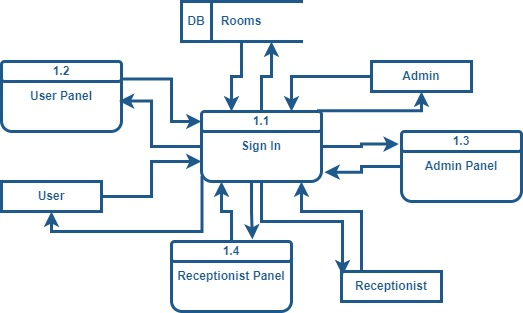 DB Rooms
1.2
User Panel
Admin
1.1
Sign In
1.3
Admin Panel
User
1.4
Receptionist Panel
Receptionist